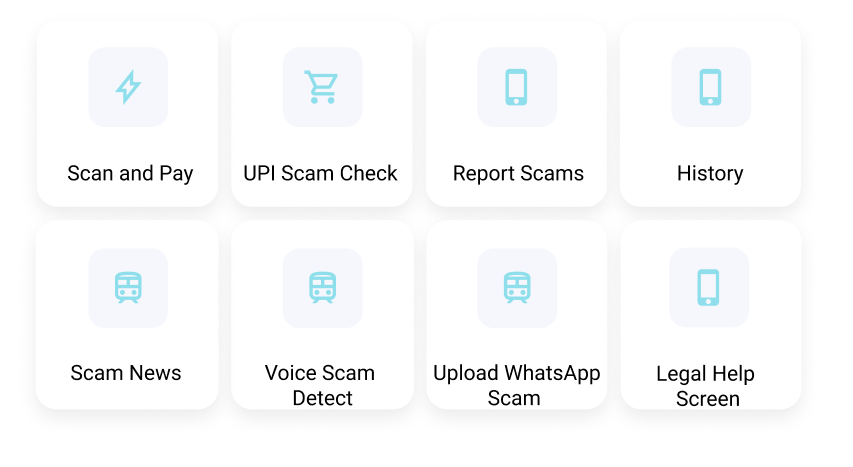 Scan and Pay
UPI Scam Check
Report Scams
History
Scam News
Voice Scam
Detect
Upload WhatsApp
Scam
Legal Help
Screen